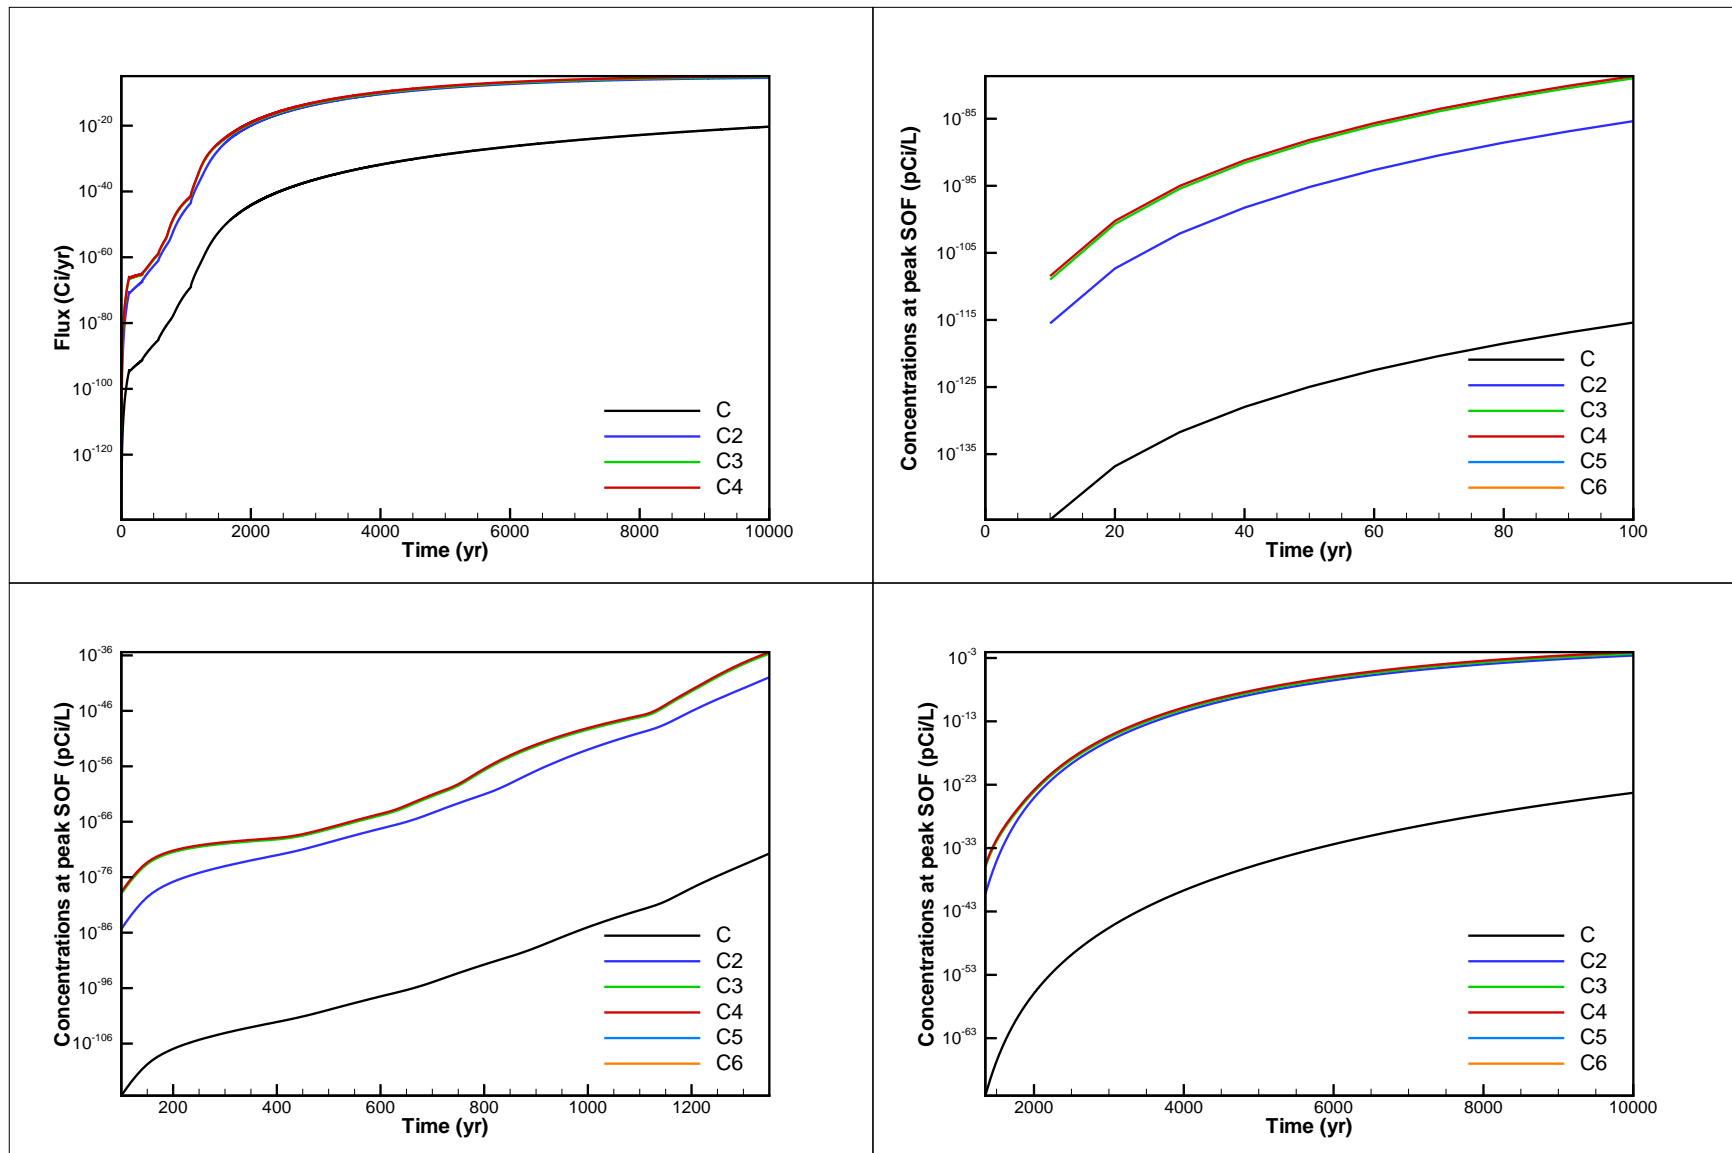 Flux (Ci/yr)
10^-20
10^-40
10^-60
10^-80
10^-100
10^-120
C
C2
C3
C4
0 2000 4000 6000 8000 10000
Time (yr)
Concentrations at peak SOF (pCi/L)
10^-85
10^-95
10^-105
10^-115
10^-125
10^-135
C
C2
C3
C4
C5
C6
0 20 40 60 80 100
Time (yr)
Concentrations at peak SOF (pCi/L)
10^-36
10^-46
10^-56
10^-66
10^-76
10^-86
10^-96
10^-106
C
C2
C3
C4
C5
C6
200 400 600 800 1000 1200
Time (yr)
Concentrations at peak SOF (pCi/L)
10^-3
10^-13
10^-23
10^-33
10^-43
10^-53
10^-63
C
C2
C3
C4
C5
C6
2000 4000 6000 8000 10000
Time (yr)